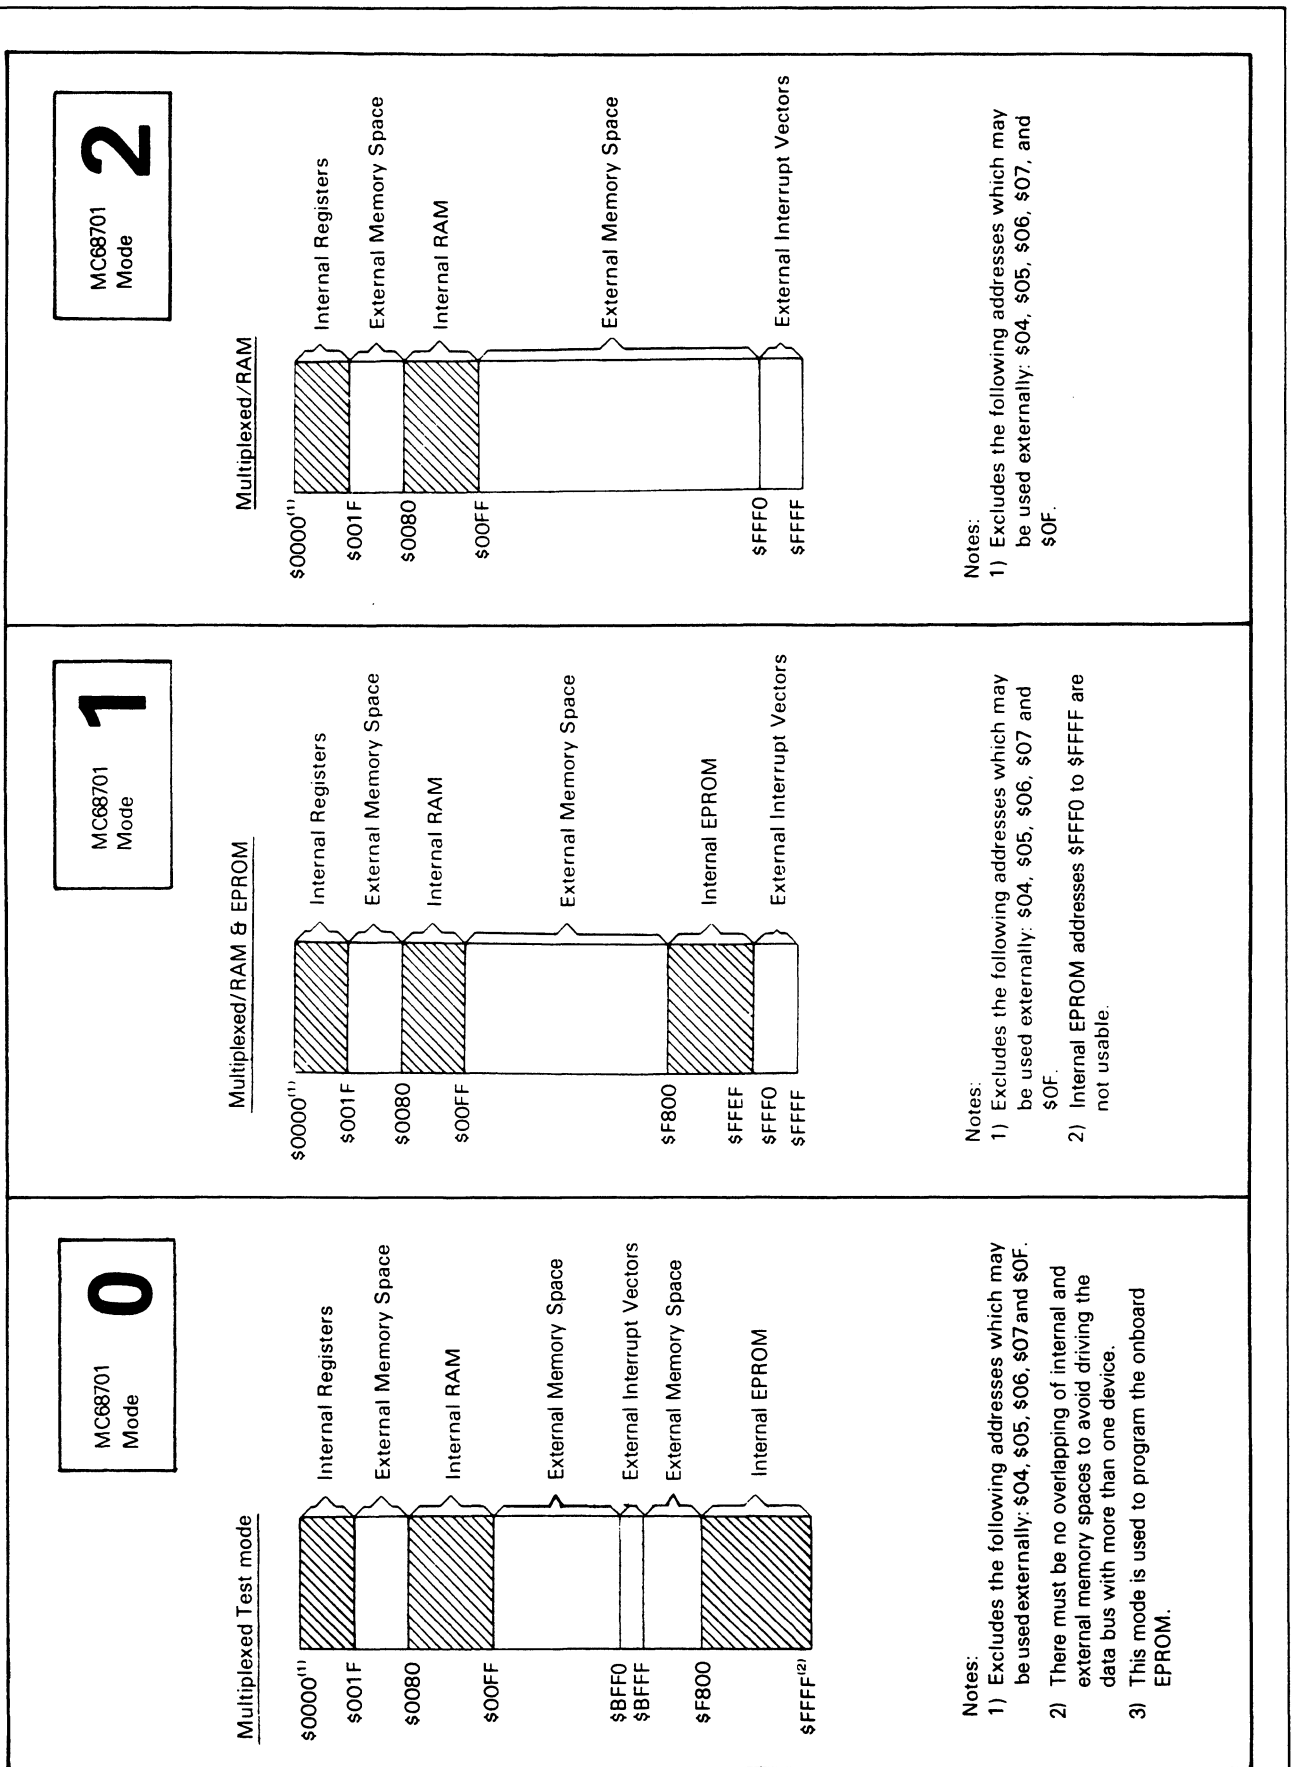 MC68701
Mode
0
Multiplexed Test mode
$0000(1)
$001F
$0080
$00FF
$BFF0
$BFFF
$F800
$FFFF(2)
Internal Registers
External Memory Space
Internal RAM
External Memory Space
External Interrupt Vectors
External Memory Space
Internal EPROM
Notes:
1) Excludes the following addresses which may
be used externally: $04, $05, $06, $07 and $0F.
2) There must be no overlapping of internal and
external memory spaces to avoid driving the
data bus with more than one device.
3) This mode is used to program the onboard
EPROM.
MC68701
Mode
1
Multiplexed/RAM & EPROM
$0000(1)
$001F
$0080
$00FF
$F800
$FFEF
$FFF0
$FFFF
Internal Registers
External Memory Space
Internal RAM
External Memory Space
Internal EPROM
External Interrupt Vectors
Notes:
1) Excludes the following addresses which may
be used externally: $04, $05, $06, $07 and
$0F.
2) Internal EPROM addresses $FFF0 to $FFFF are
not usable.
MC68701
Mode
2
Multiplexed/RAM
$0000(1)
$001F
$0080
$00FF
$FFF0
$FFFF
Internal Registers
External Memory Space
Internal RAM
External Memory Space
External Interrupt Vectors
Notes:
1) Excludes the following addresses which may
be used externally: $04, $05, $06, $07, and
$0F.